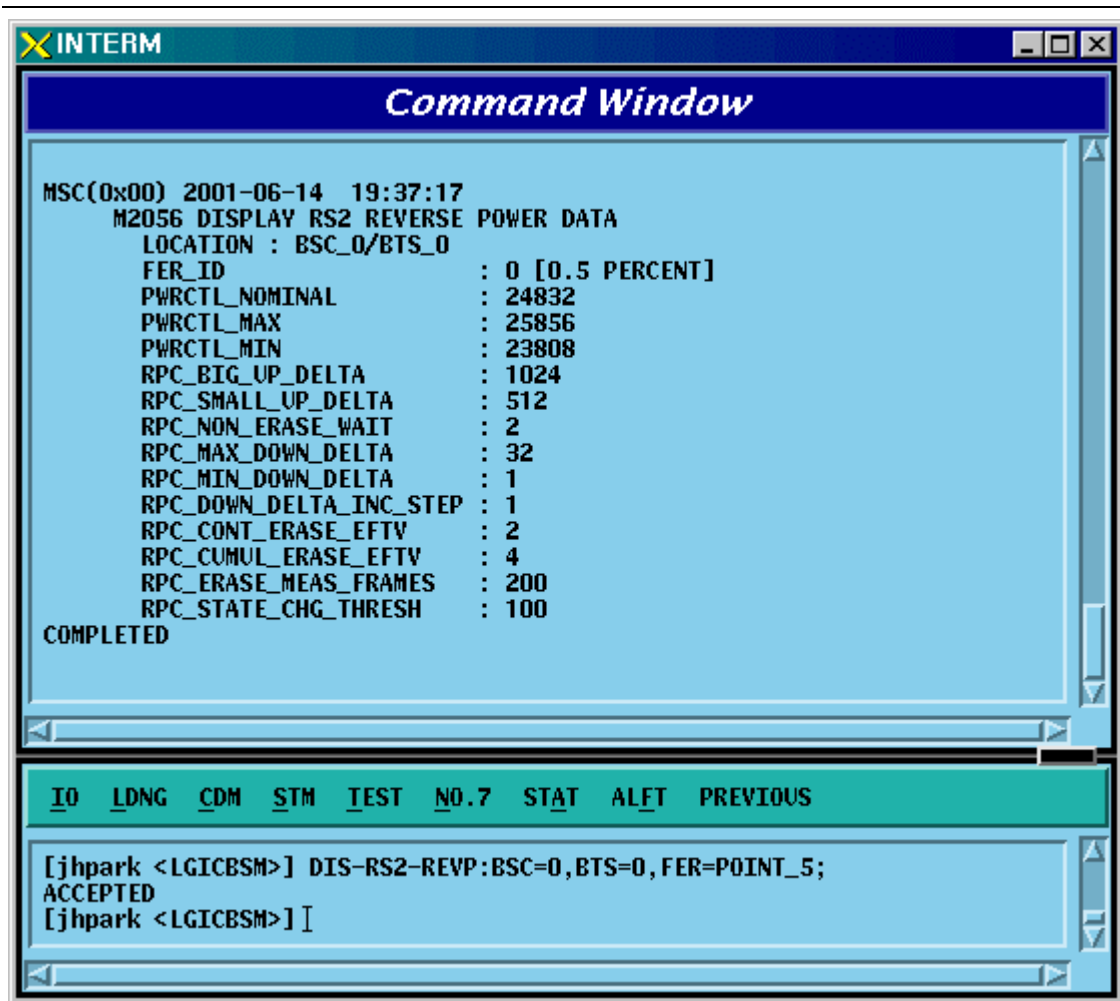 INTERM
Command Window
MSC(0x00) 2001-06-14 19:37:17
M2056 DISPLAY RS2 REVERSE POWER DATA
LOCATION : BSC_0/BTS_0
FER_ID : 0 [0.5 PERCENT]
PWRCTL_NOMINAL : 24832
PWRCTL_MAX : 25856
PWRCTL_MIN : 23808
RPC_BIG_UP_DELTA : 1024
RPC_SMALL_UP_DELTA : 512
RPC_NON_ERASE_WAIT : 2
RPC_MAX_DOWN_DELTA : 32
RPC_MIN_DOWN_DELTA : 1
RPC_DOWN_DELTA_INC_STEP : 1
RPC_CONT_ERASE_EFTV : 2
RPC_CUMUL_ERASE_EFTV : 4
RPC_ERASE_MEAS_FRAMES : 200
RPC_STATE_CHG_THRESH : 100
COMPLETED
IO LDNG CDM STM TEST NO.7 STAT ALFT PREVIOUS
[jhpark <LGICBSM>] DIS-RS2-REVP:BSC=0,BTS=0,FER=POINT_5;
ACCEPTED
[jhpark <LGICBSM>]